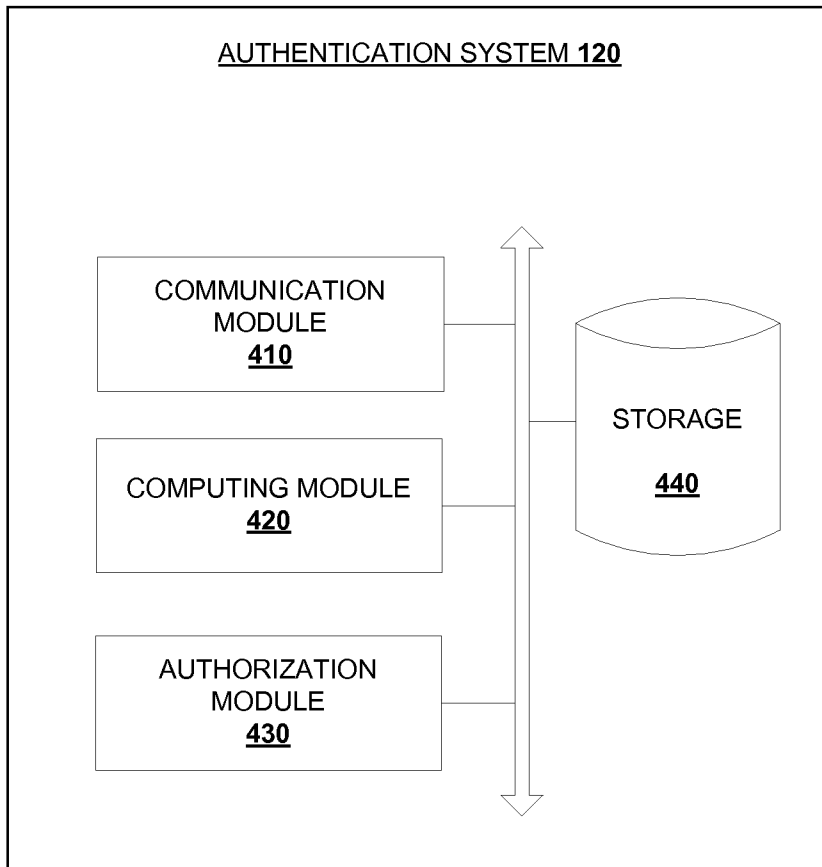 AUTHENTICATION SYSTEM 120
COMMUNICATION
MODULE
410
COMPUTING MODULE
420
AUTHORIZATION
MODULE
430
STORAGE
440